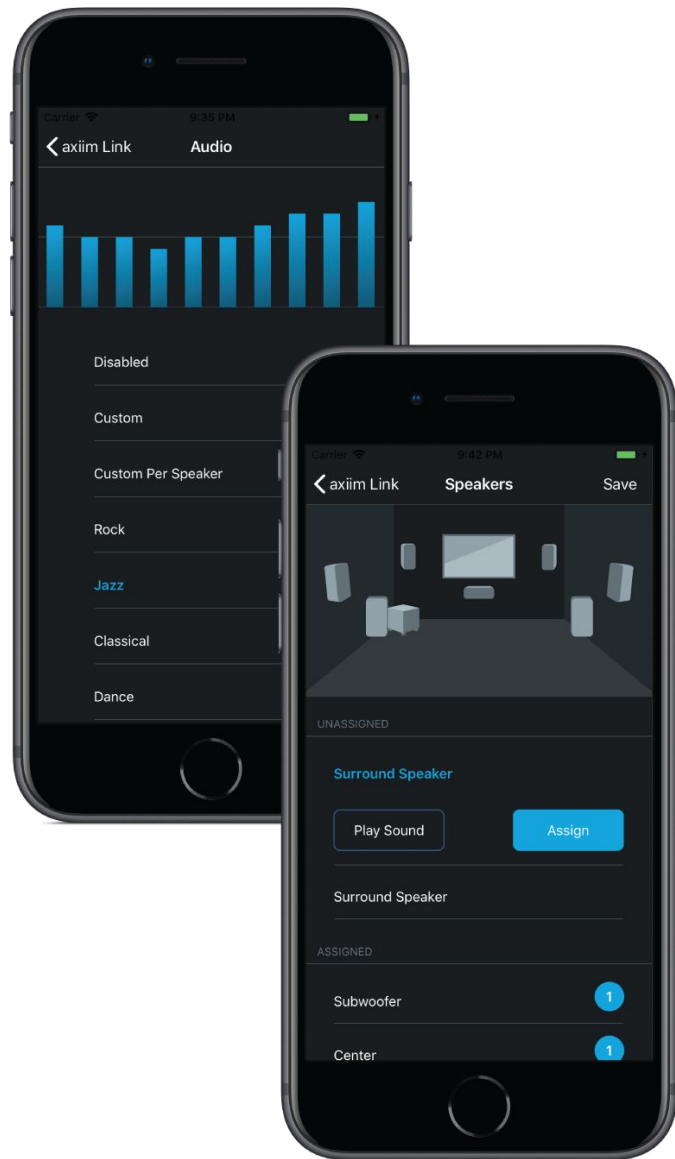 Carrier 9:35 PM
axiim Link Audio
Disabled
Custom
Custom Per Speaker
Rock
Jazz
Classical
Dance
Carrier 9:42 PM
axiim Link Speakers Save
UNASSIGNED
Surround Speaker
Play Sound Assign
Surround Speaker
ASSIGNED
Subwoofer 1
Center 1